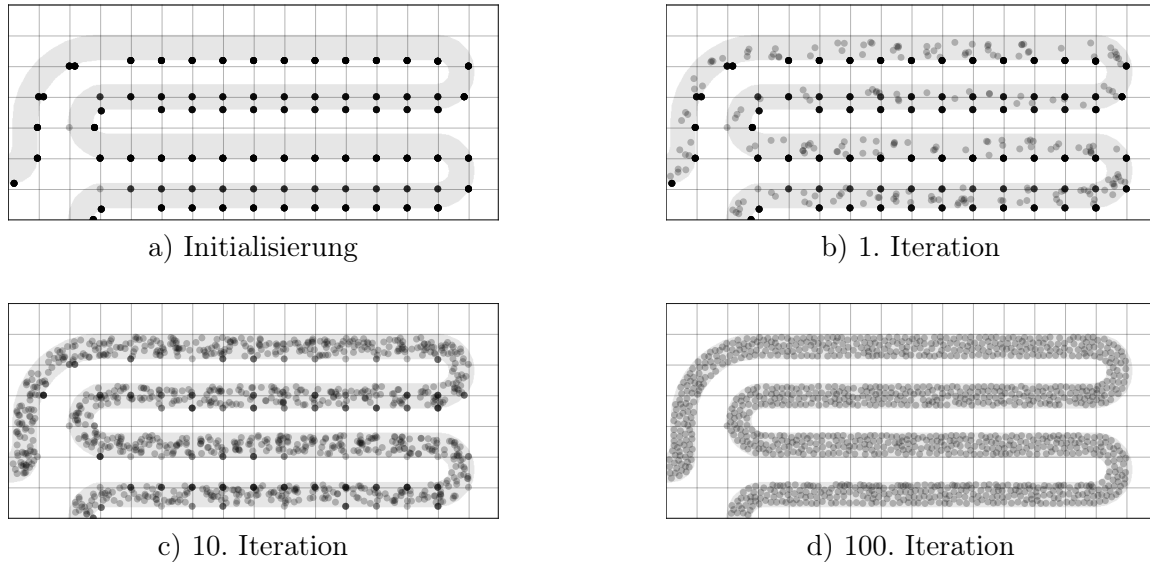 a) Initialisierung
b) 1. Iteration
c) 10. Iteration
d) 100. Iteration